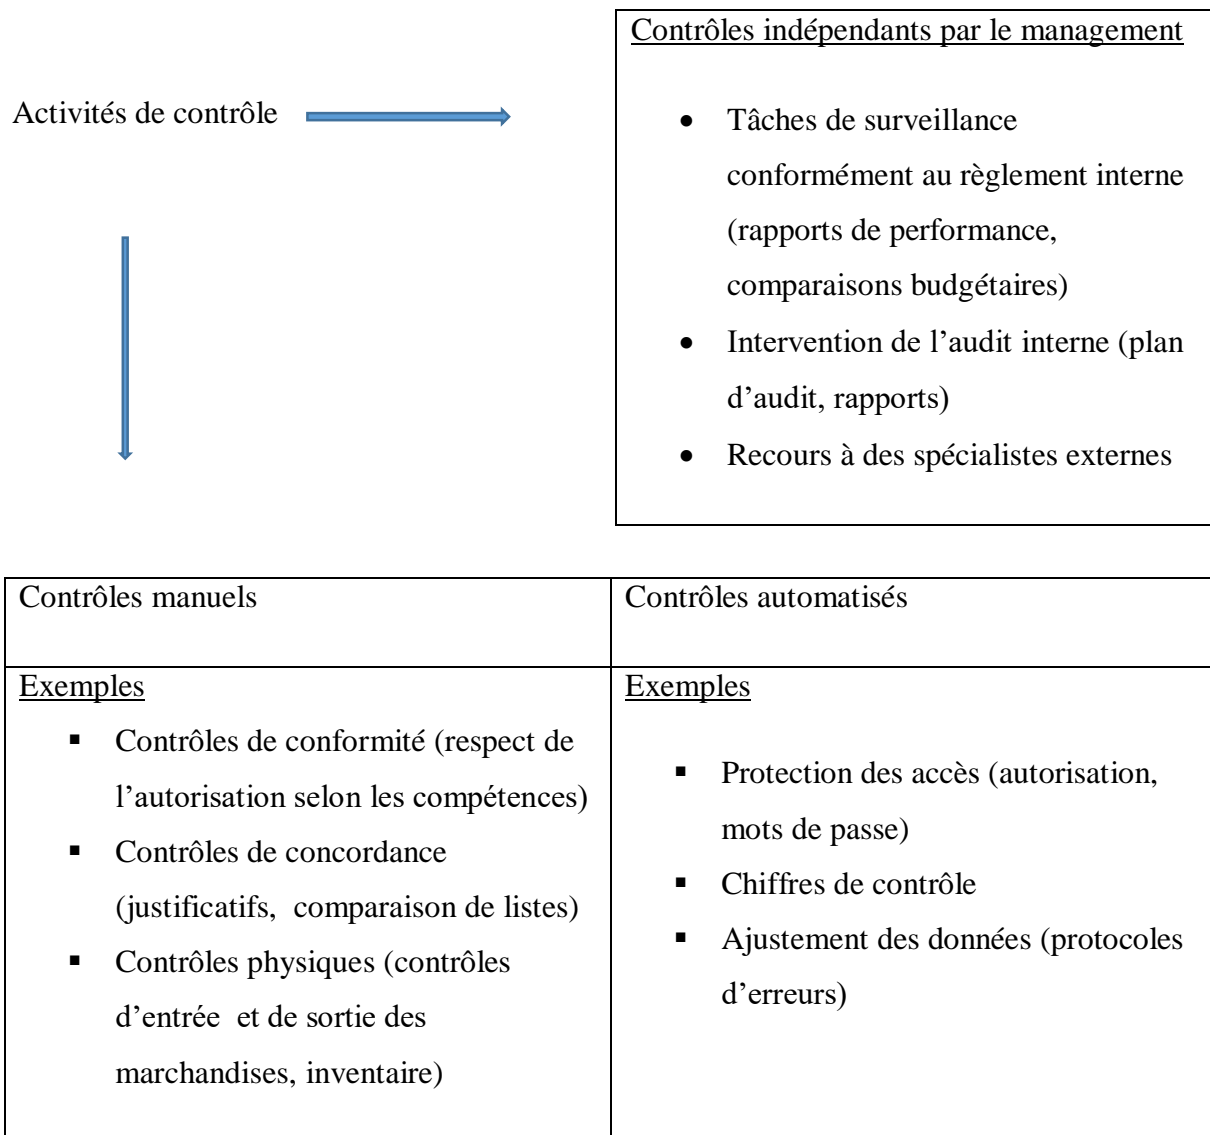 Contrôles indépendants par le management
Activités de contrôle
• Tâches de surveillance
conformément au règlement interne
(rapports de performance,
comparaisons budgétaires)
• Intervention de l’audit interne (plan
d’audit, rapports)
• Recours à des spécialistes externes
Contrôles manuels
Contrôles automatisés
Exemples
▪ Contrôles de conformité (respect de
l’autorisation selon les compétences)
▪ Contrôles de concordance
(justificatifs,  comparaison de listes)
▪ Contrôles physiques (contrôles
d’entrée  et de sortie des
marchandises, inventaire)
Exemples
▪ Protection des accès (autorisation,
mots de passe)
▪ Chiffres de contrôle
▪ Ajustement des données (protocoles
d’erreurs)